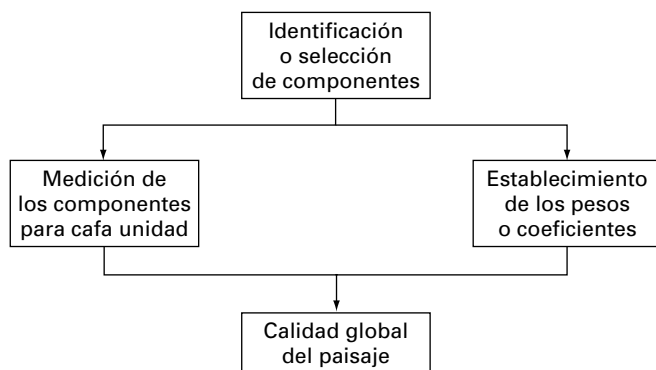 Identificación
o selección
de componentes
Medición de
los componentes
para cafa unidad
Establecimiento
de los pesos
o coeficientes
Calidad global
del paisaje